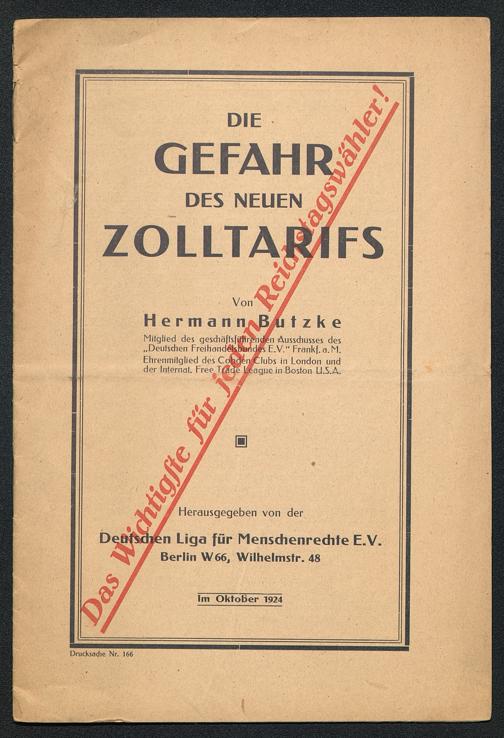 DIE
GEFAHR
DES NEUEN
ZOLLTARIFS
Von
Hermann Butzke
Mitglied des geschäftsführenden Ausschusses des
„Deutschen Freihandelsbundes E.V.“ Frankf. a. M.
Ehrenmitglied des Cobden Clubs in London und
der Internat. Free Trade League in Boston U.S.A.
Das Wichtigste für jeden Reichstagswähler!
Herausgegeben von der
Deutschen Liga für Menschenrechte E.V.
Berlin W66, Wilhelmstr. 48
Im Oktober 1924
Drucksache Nr. 166